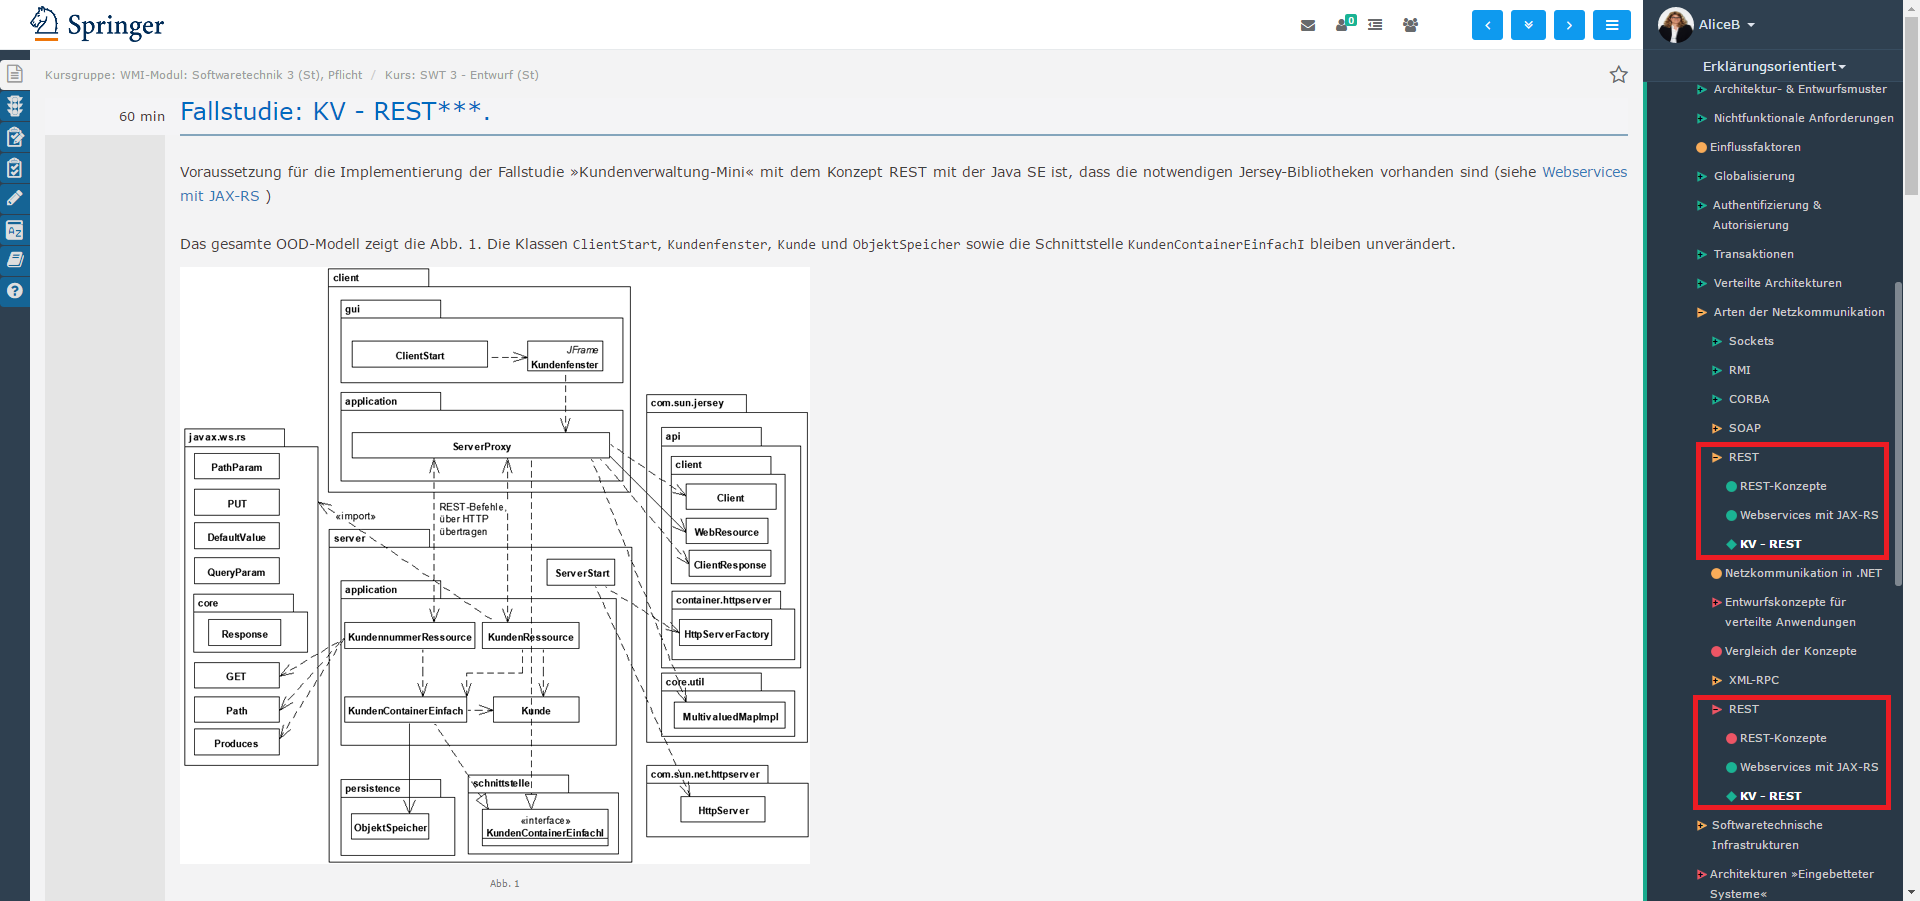 Springer
0
AliceB
Kursgruppe: WMI-Modul: Softwaretechnik 3 (St), Pflicht / Kurs: SWT 3 - Entwurf (St)
60 min
Fallstudie: KV - REST***.
Voraussetzung für die Implementierung der Fallstudie »Kundenverwaltung-Mini« mit dem Konzept REST mit der Java SE ist, dass die notwendigen Jersey-Bibliotheken vorhanden sind (siehe Webservices
mit JAX-RS )
Das gesamte OOD-Modell zeigt die Abb. 1. Die Klassen ClientStart, Kundenfenster, Kunde und ObjektSpeicher sowie die Schnittstelle KundenContainerEinfachI bleiben unverändert.
client
gui
ClientStart
JFrame
Kundenfenster
application
ServerProxy
javax.ws.rs
PathParam
PUT
DefaultValue
QueryParam
core
Response
GET
Path
Produces
«import»
REST-Befehle,
über HTTP
übertragen
server
ServerStart
application
KundennummerRessource
KundenRessource
KundenContainerEinfach
Kunde
persistence
ObjektSpeicher
schnittstelle
«interface»
KundenContainerEinfachI
com.sun.jersey
api
client
Client
WebResource
ClientResponse
container.httpserver
HttpServerFactory
core.util
MultivaluedMapImpl
com.sun.net.httpserver
HttpServer
Abb. 1
Erklärungsorientiert
Architektur- & Entwurfsmuster
Nichtfunktionale Anforderungen
Einflussfaktoren
Globalisierung
Authentifizierung &
Autorisierung
Transaktionen
Verteilte Architekturen
Arten der Netzkommunikation
Sockets
RMI
CORBA
SOAP
REST
REST-Konzepte
Webservices mit JAX-RS
KV - REST
Netzkommunikation in .NET
Entwurfskonzepte für
verteilte Anwendungen
Vergleich der Konzepte
XML-RPC
REST
REST-Konzepte
Webservices mit JAX-RS
KV - REST
Softwaretechnische
Infrastrukturen
Architekturen »Eingebetteter
Systeme«